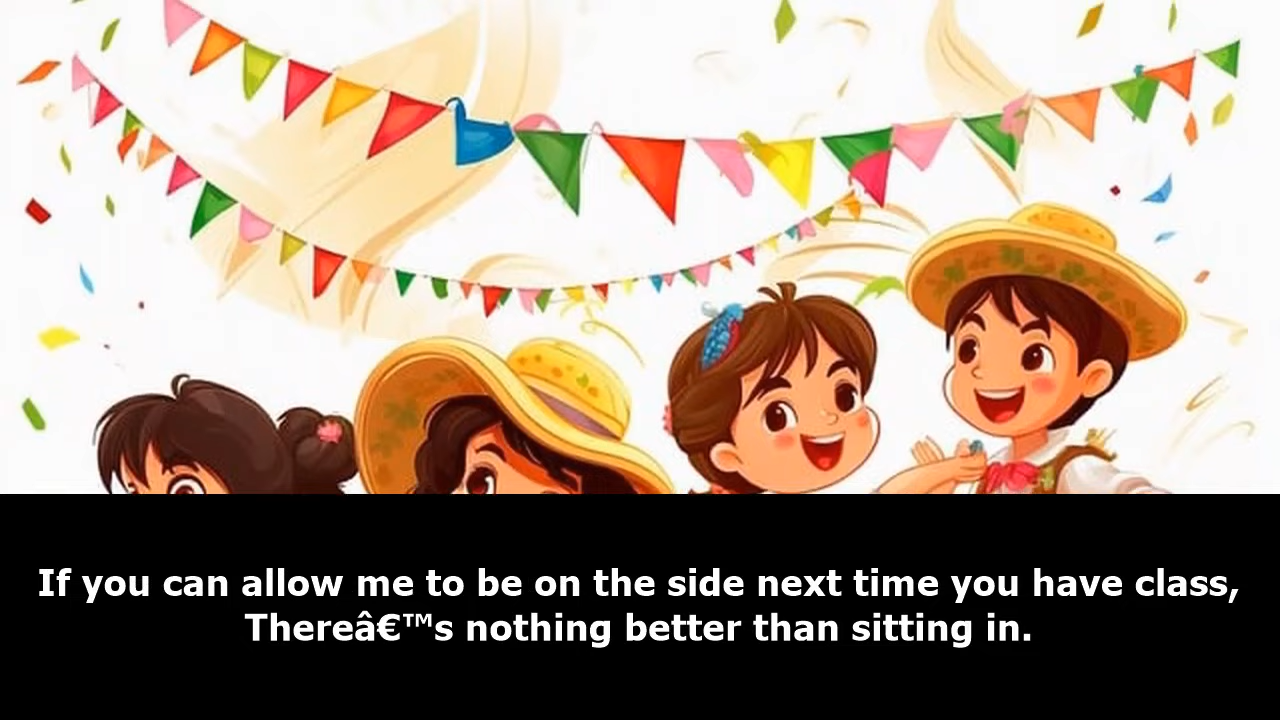 If you can allow me to be on the side next time you have class,
Thereâ€™s nothing better than sitting in.